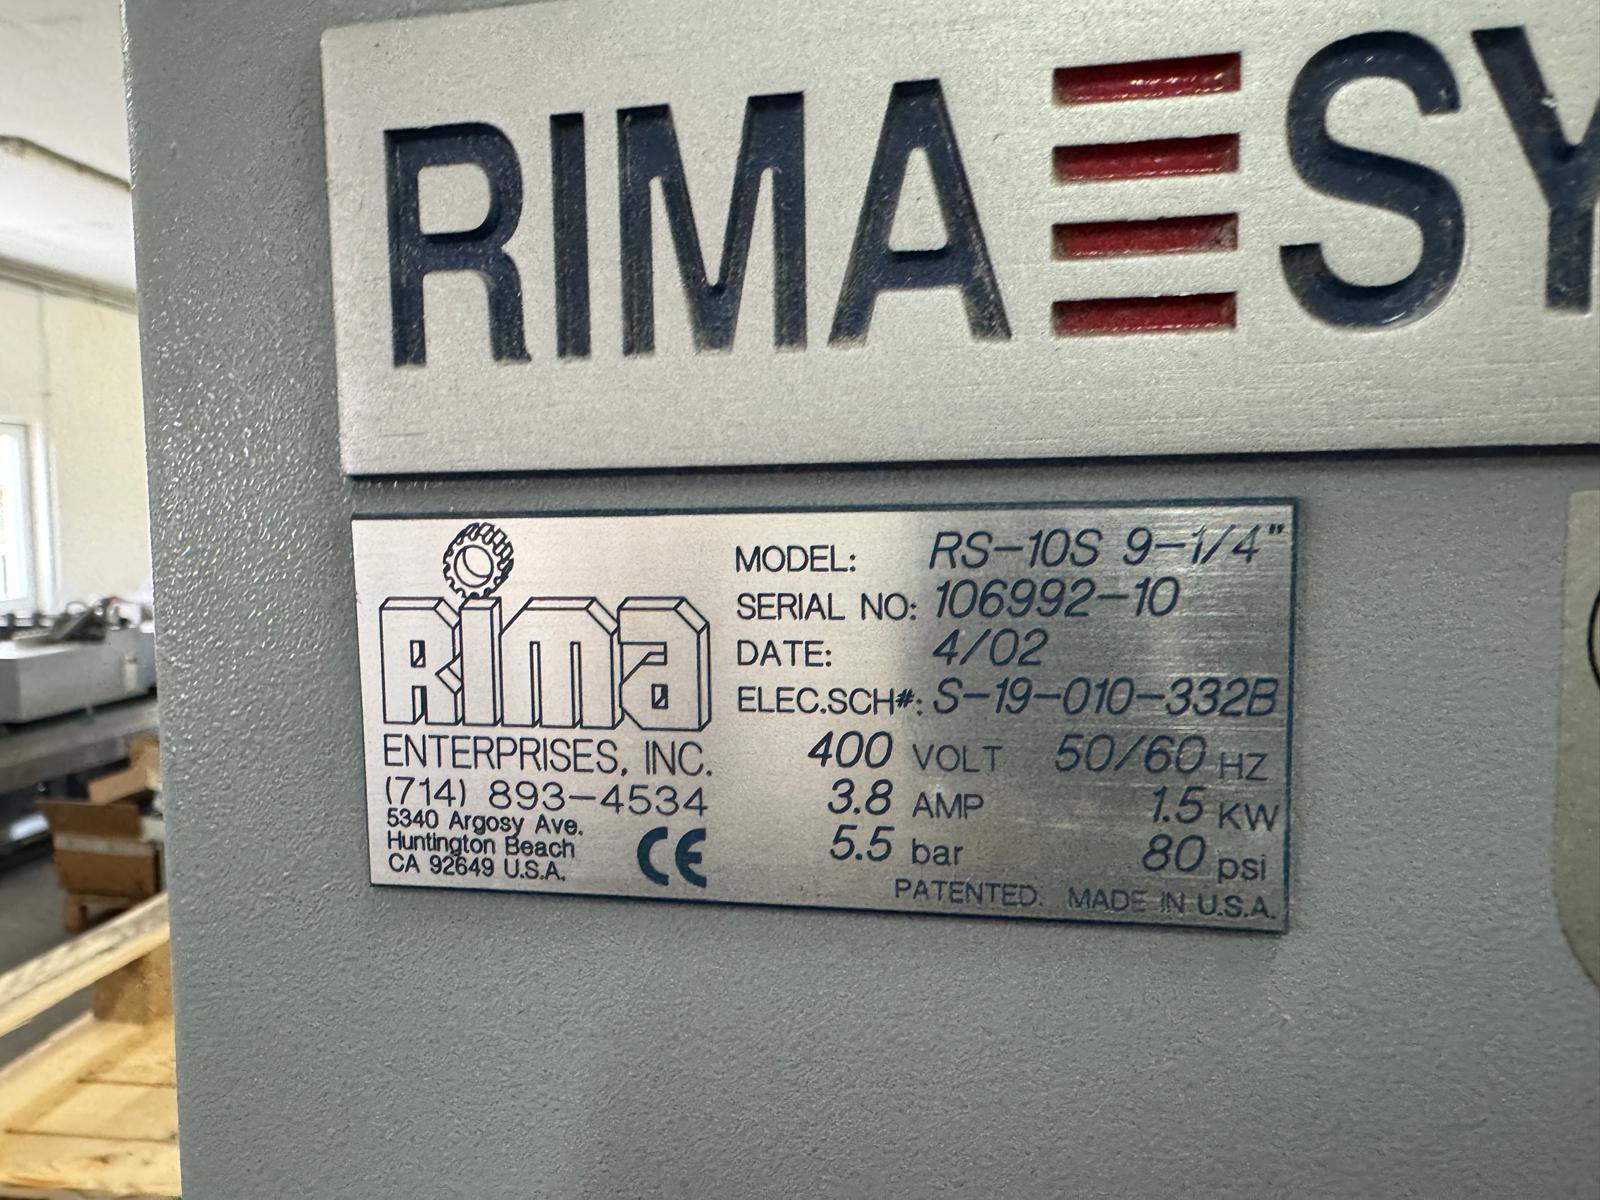 RIMA SY
Rima
ENTERPRISES, INC.
(714) 893-4534
5340 Argosy Ave.
Huntington Beach
CA 92649 U.S.A.
CE
MODEL: RS-10S 9-1/4"
SERIAL NO: 106992-10
DATE: 4/02
ELEC.SCH#: S-19-010-332B
400 VOLT 50/60 HZ
3.8 AMP 1.5 KW
5.5 bar 80 psi
PATENTED. MADE IN U.S.A.